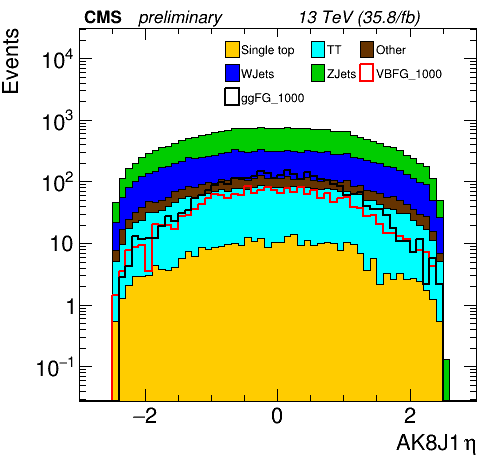 CMS preliminary 13 TeV (35.8/fb)
Events
Single top TT Other
WJets ZJets VBFG_1000
ggFG_1000
10⁴
10³
10²
10
1
10⁻¹
−2 0 2
AK8J1 η